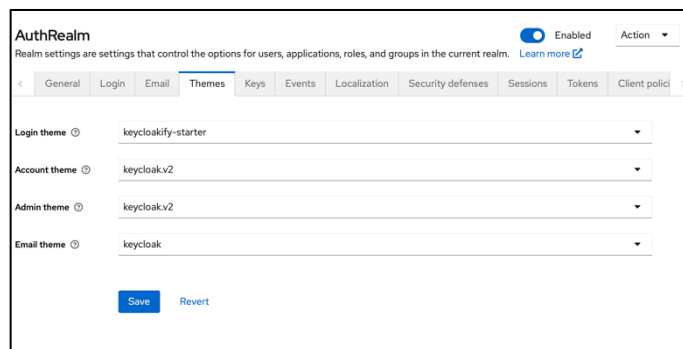 AuthRealm
Enabled
Action
Realm settings are settings that control the options for users, applications, roles, and groups in the current realm. Learn more
General Login Email Themes Keys Events Localization Security defenses Sessions Tokens Client polici
Login theme keycloakify-starter
Account theme keycloak.v2
Admin theme keycloak.v2
Email theme keycloak
Save Revert